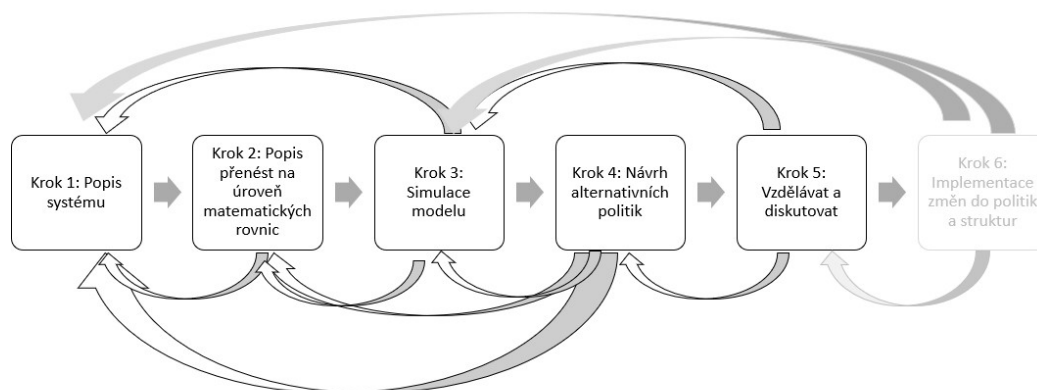 Krok 1: Popis
systému
Krok 2: Popis
přenést na
úroveň
matematických
rovnic
Krok 3:
Simulace
modelu
Krok 4: Návrh
alternativních
politik
Krok 5:
Vzdělávat a
diskutovat
Krok 6:
Implementace
změn do politik
a struktur